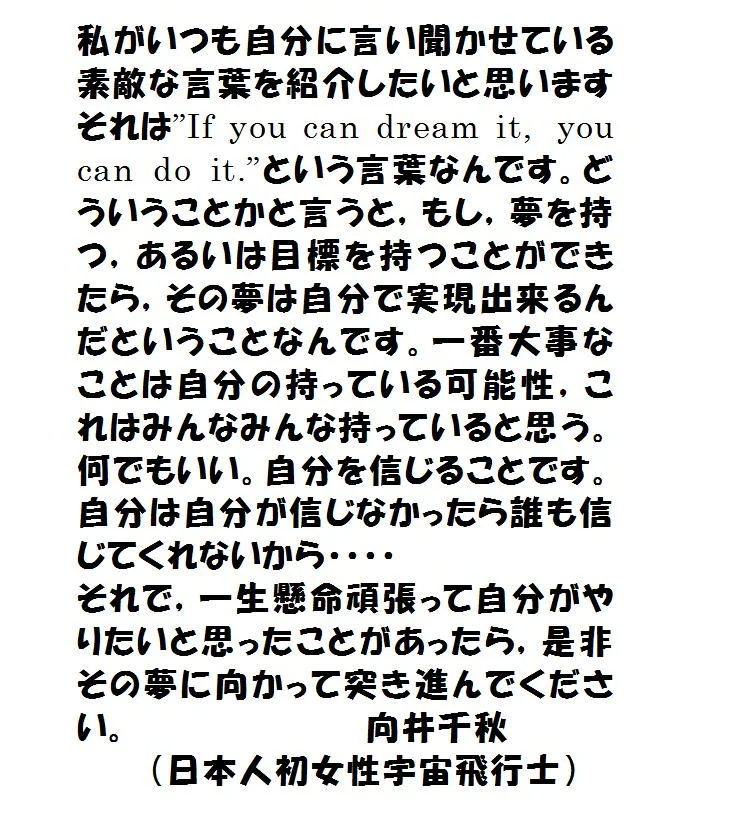 私がいつも自分に言い聞かせている
素敵な言葉を紹介したいと思います
それは”If you can dream it, you
can do it.”という言葉なんです。ど
ういうことかと言うと，もし，夢を持
つ，あるいは目標を持つことができ
たら，その夢は自分で実現出来るん
だということなんです。一番大事な
ことは自分の持っている可能性，こ
れはみんなみんな持っていると思う。
何でもいい。自分を信じることです。
自分は自分が信じなかったら誰も信
じてくれないから・・・・
それで，一生懸命頑張って自分がや
りたいと思ったことがあったら，是非
その夢に向かって突き進んでくださ
い。 向井千秋
（日本人初女性宇宙飛行士）